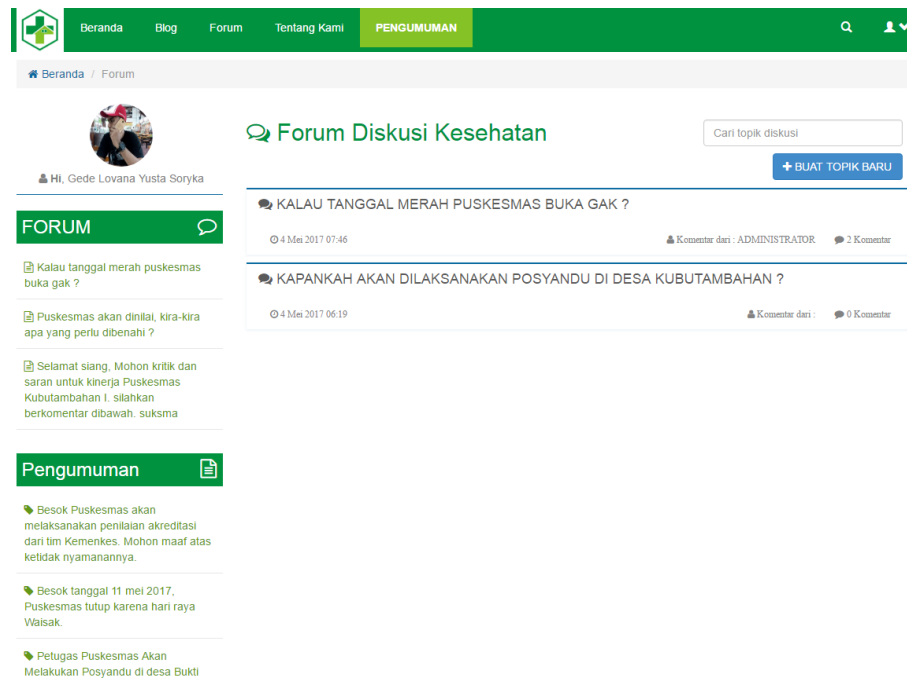 Beranda Blog Forum Tentang Kami PENGUMUMAN
Beranda / Forum
Hi, Gede Lovana Yusta Soryka
FORUM
Kalau tanggal merah puskesmas
buka gak ?
Puskesmas akan dinilai, kira-kira
apa yang perlu dibenahi ?
Selamat siang, Mohon kritik dan
saran untuk kinerja Puskesmas
Kubutambahan I. silahkan
berkomentar dibawah. suksma
Pengumuman
Besok Puskesmas akan
melaksanakan penilaian akreditasi
dari tim Kemenkes. Mohon maaf atas
ketidak nyamanannya.
Besok tanggal 11 mei 2017,
Puskesmas tutup karena hari raya
Waisak.
Petugas Puskesmas Akan
Melakukan Posyandu di desa Bukti
Forum Diskusi Kesehatan
Cari topik diskusi
+ BUAT TOPIK BARU
KALAU TANGGAL MERAH PUSKESMAS BUKA GAK ?
4 Mei 2017 07:46 Komentar dari : ADMINISTRATOR 2 Komentar
KAPANKAH AKAN DILAKSANAKAN POSYANDU DI DESA KUBUTAMBAHAN ?
4 Mei 2017 06:19 Komentar dari : 0 Komentar